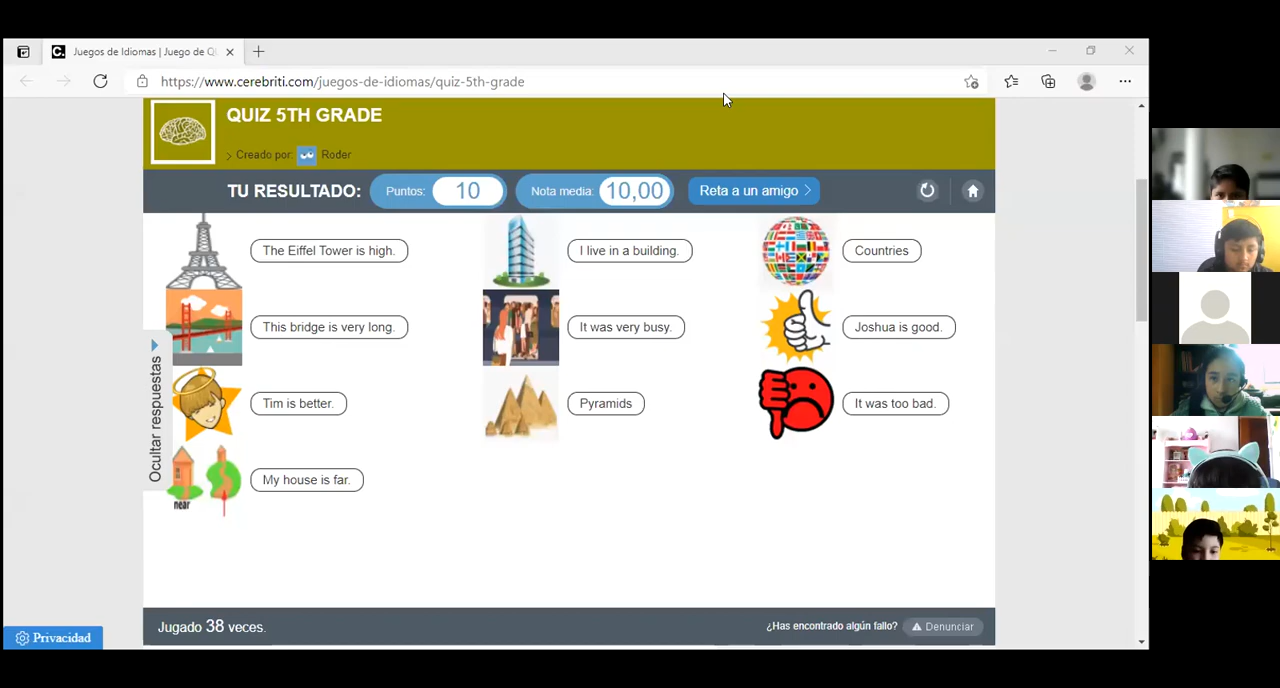 Juegos de Idiomas | Juego de Qu
https://www.cerebriti.com/juegos-de-idiomas/quiz-5th-grade
QUIZ 5TH GRADE
Creado por: Roder
TU RESULTADO: Puntos: 10 Nota media: 10,00 Reta a un amigo
The Eiffel Tower is high. I live in a building. Countries
This bridge is very long. It was very busy. Joshua is good.
Tim is better. Pyramids It was too bad.
My house is far.
near
Ocultar respuestas
Jugado 38 veces. ¿Has encontrado algún fallo? Denunciar
Privacidad